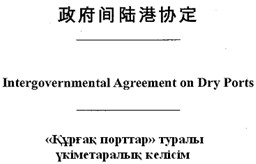 政府间陆港协定
Intergovernmental Agreement on Dry Ports
«Құрғақ порттар» туралы
үкіметаралық келісім